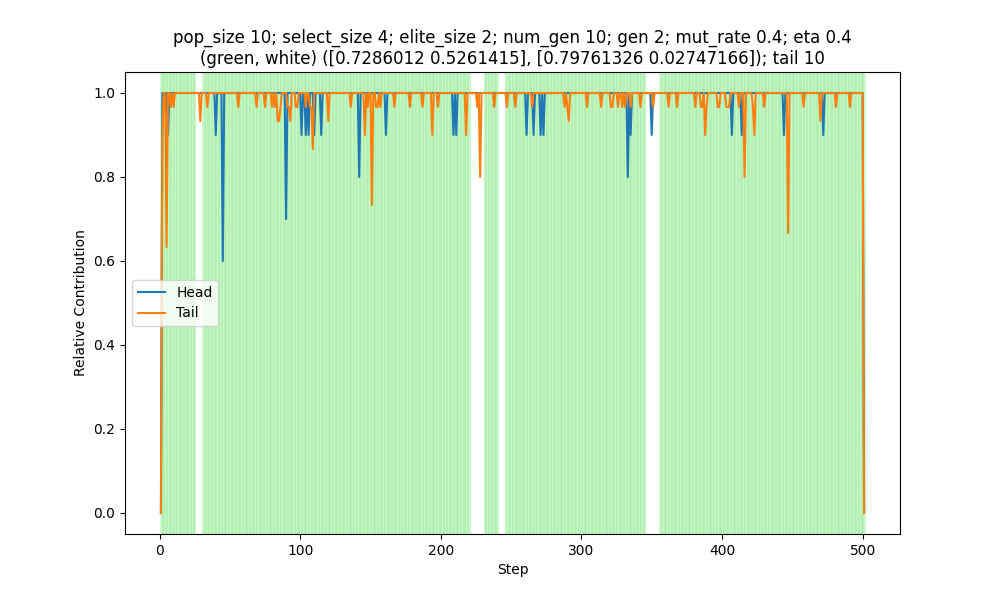 pop_size 10; select_size 4; elite_size 2; num_gen 10; gen 2; mut_rate 0.4; eta 0.4
(green, white) ([0.7286012 0.5261415], [0.79761326 0.02747166]); tail 10
1.0
0.8
0.6
0.4
0.2
0.0
Relative Contribution
Head
Tail
0
100
200
300
400
500
Step